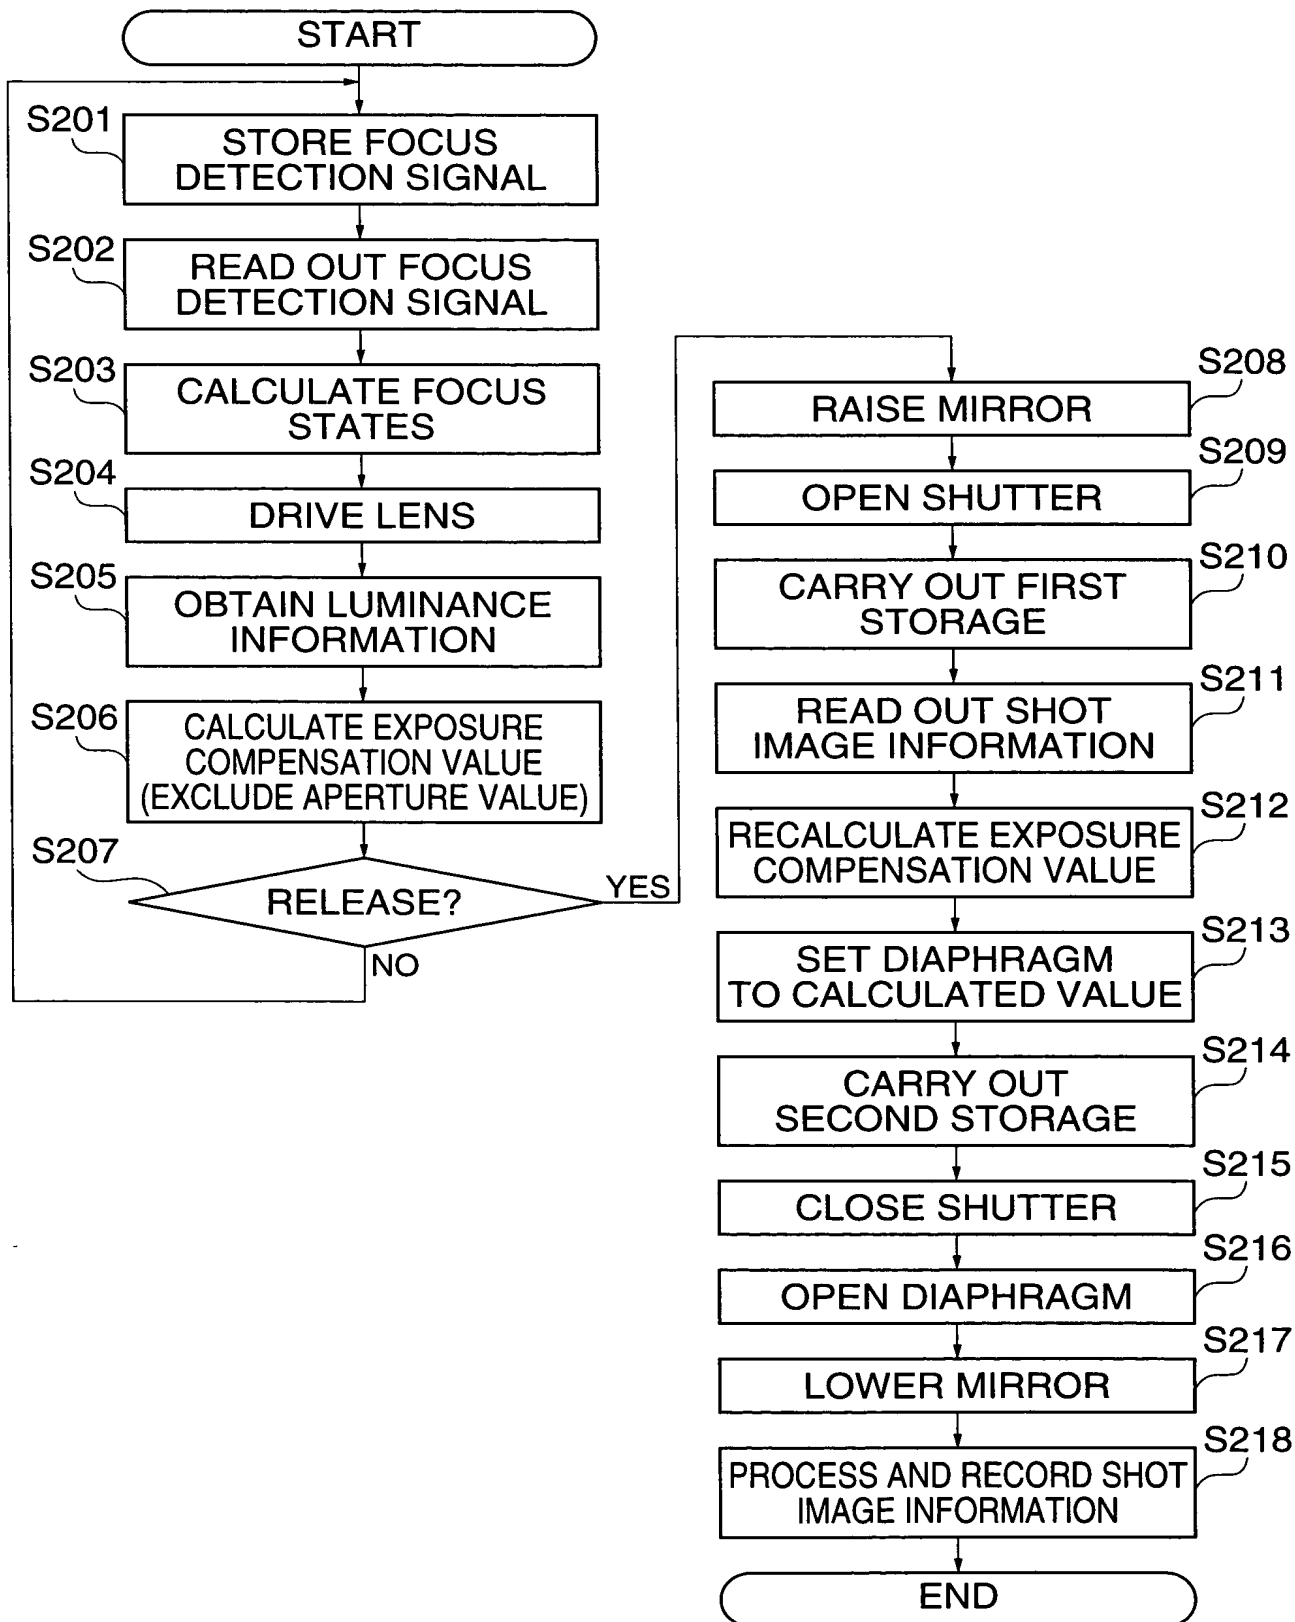 START
S201
STORE FOCUS
DETECTION SIGNAL
S202
READ OUT FOCUS
DETECTION SIGNAL
S203
CALCULATE FOCUS
STATES
S204
DRIVE LENS
S205
OBTAIN LUMINANCE
INFORMATION
S206
CALCULATE EXPOSURE
COMPENSATION VALUE
(EXCLUDE APERTURE VALUE)
S207
RELEASE?
YES
NO
S208
RAISE MIRROR
S209
OPEN SHUTTER
S210
CARRY OUT FIRST
STORAGE
S211
READ OUT SHOT
IMAGE INFORMATION
S212
RECALCULATE EXPOSURE
COMPENSATION VALUE
S213
SET DIAPHRAGM
TO CALCULATED VALUE
S214
CARRY OUT
SECOND STORAGE
S215
CLOSE SHUTTER
S216
OPEN DIAPHRAGM
S217
LOWER MIRROR
S218
PROCESS AND RECORD SHOT
IMAGE INFORMATION
END